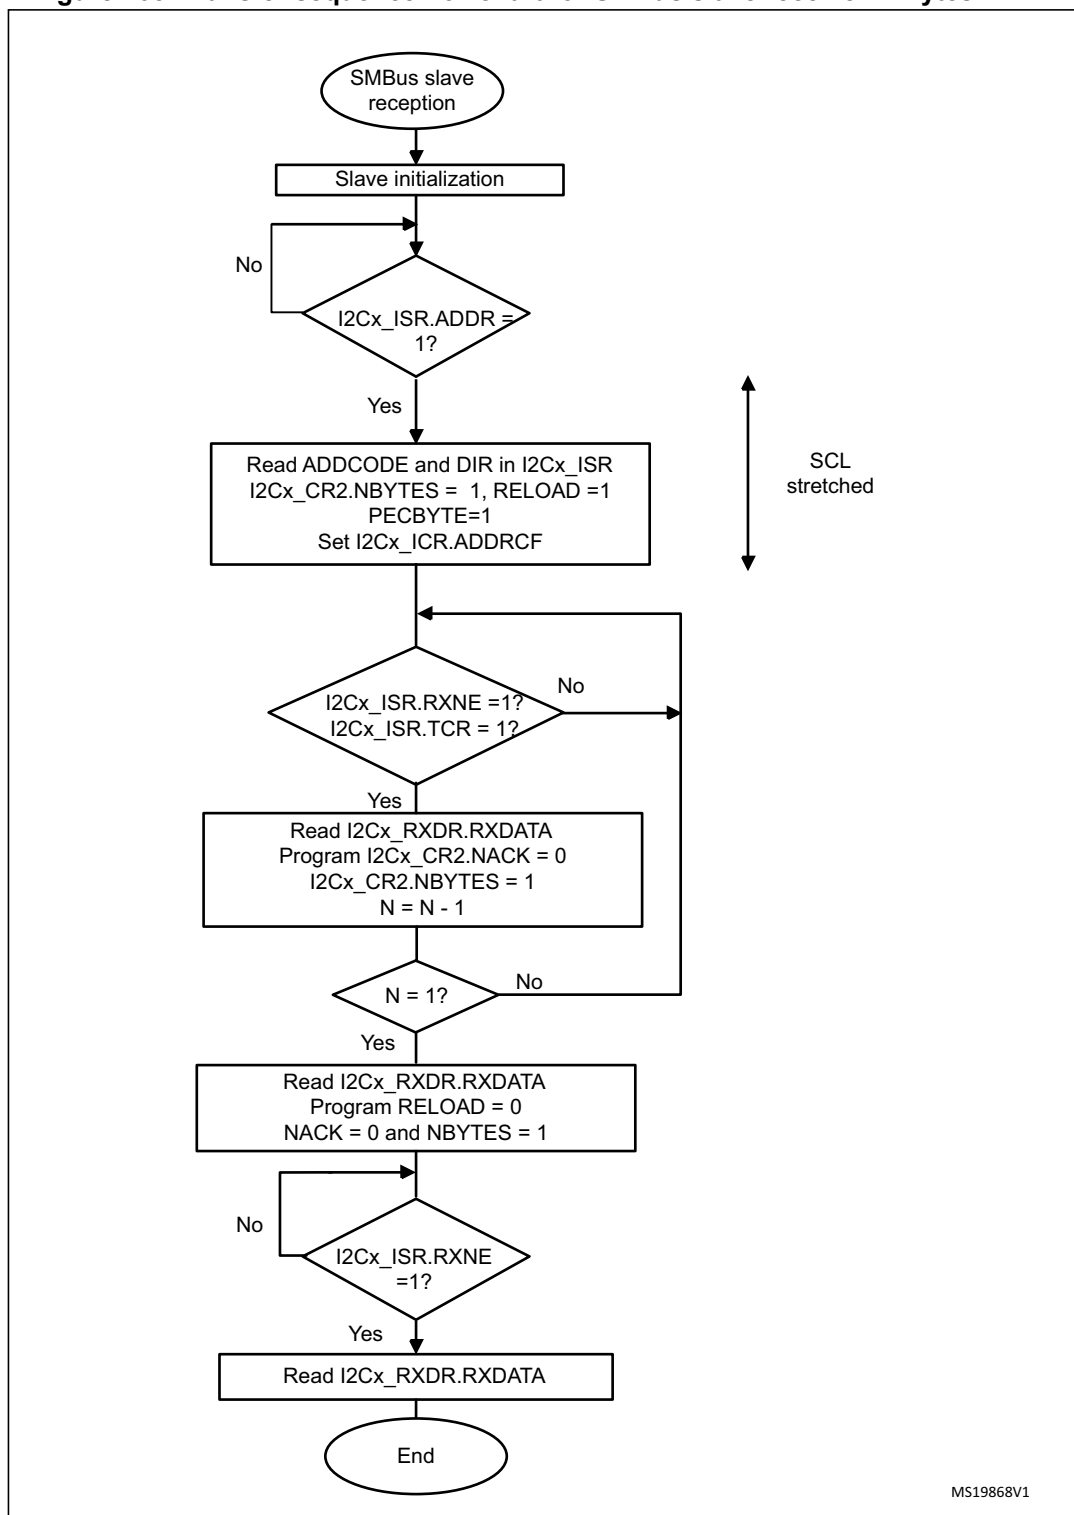 SMBus slave
reception
Slave initialization
No
I2Cx_ISR.ADDR =
1?
Yes
Read ADDCODE and DIR in I2Cx_ISR
I2Cx_CR2.NBYTES = 1, RELOAD =1
PECBYTE=1
Set I2Cx_ICR.ADDRCF
SCL
stretched
I2Cx_ISR.RXNE =1?
I2Cx_ISR.TCR = 1?
No
Yes
Read I2Cx_RXDR.RXDATA
Program I2Cx_CR2.NACK = 0
I2Cx_CR2.NBYTES = 1
N = N - 1
N = 1?
No
Yes
Read I2Cx_RXDR.RXDATA
Program RELOAD = 0
NACK = 0 and NBYTES = 1
No
I2Cx_ISR.RXNE
=1?
Yes
Read I2Cx_RXDR.RXDATA
End
MS19868V1